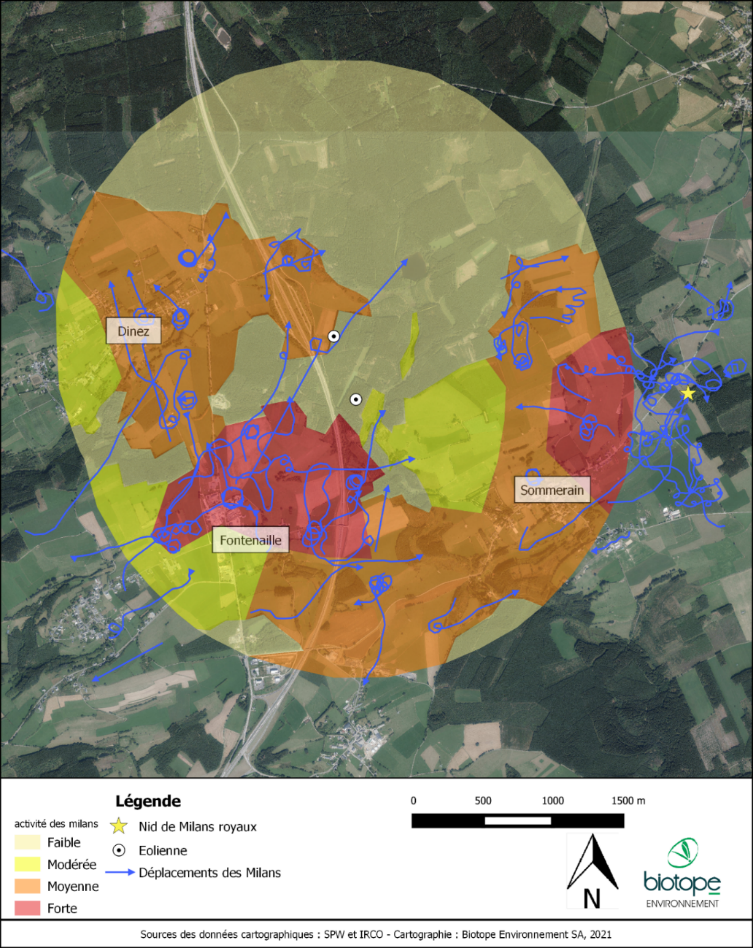 Dinez
Sommerain
Fontenaille
Légende
activité des milans
Faible
Modérée
Moyenne
Forte
Nid de Milans royaux
Eolienne
Déplacements des Milans
0 500 1000 1500 m
N
biotope
ENVIRONNEMENT
Sources des données cartographiques : SPW et IRCO - Cartographie : Biotope Environnement SA, 2021